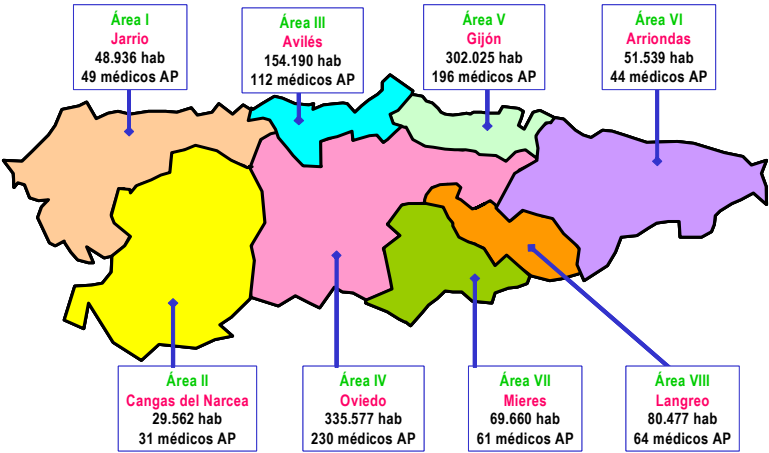 Área I
Jarrio
48.936 hab
49 médicos AP
Área III
Avilés
154.190 hab
112 médicos AP
Área V
Gijón
302.025 hab
196 médicos AP
Área VI
Arriondas
51.539 hab
44 médicos AP
Área II
Cangas del Narcea
29.562 hab
31 médicos AP
Área IV
Oviedo
335.577 hab
230 médicos AP
Área VII
Mieres
69.660 hab
61 médicos AP
Área VIII
Langreo
80.477 hab
64 médicos AP